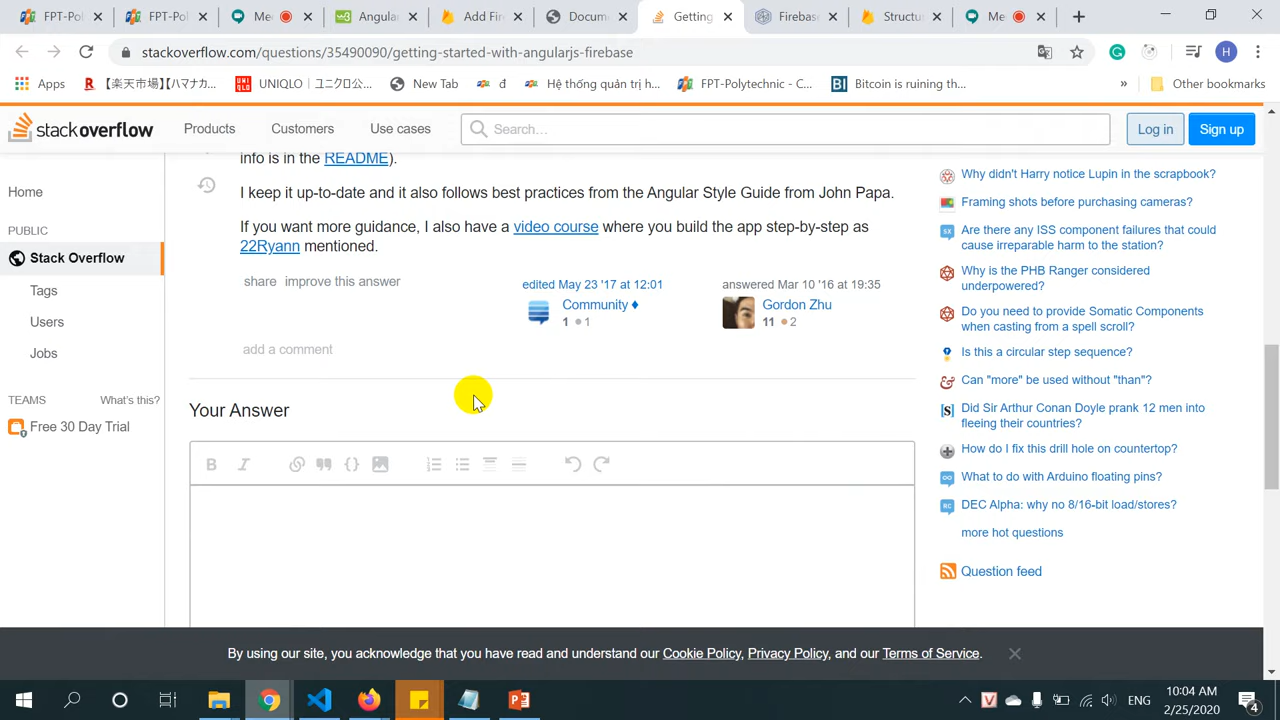 FPT-Pol
FPT-Pol
Me
Angular
Add Fir
Docum
Getting
Firebas
Structu
Me
stackoverflow.com/questions/35490090/getting-started-with-angularjs-firebase
H
Apps
【楽天市場】【ハマナカ...
UNIQLO｜ユニクロ公...
New Tab
đ
Hệ thống quản trị h...
FPT-Polytechnic - C...
Bitcoin is ruining th...
»
Other bookmarks
stackoverflow
Products
Customers
Use cases
Search...
Log in
Sign up
Home
PUBLIC
Stack Overflow
Tags
Users
Jobs
TEAMS
What's this?
Free 30 Day Trial
info is in the README).
I keep it up-to-date and it also follows best practices from the Angular Style Guide from John Papa.
If you want more guidance, I also have a video course where you build the app step-by-step as
22Ryann mentioned.
share improve this answer
edited May 23 '17 at 12:01
Community ♦
1 ●1
answered Mar 10 '16 at 19:35
Gordon Zhu
11 ●2
add a comment
Your Answer
B I
Why didn't Harry notice Lupin in the scrapbook?
Framing shots before purchasing cameras?
Are there any ISS component failures that could
cause irreparable harm to the station?
Why is the PHB Ranger considered
underpowered?
Do you need to provide Somatic Components
when casting from a spell scroll?
Is this a circular step sequence?
Can "more" be used without "than"?
Did Sir Arthur Conan Doyle prank 12 men into
fleeing their countries?
How do I fix this drill hole on countertop?
What to do with Arduino floating pins?
DEC Alpha: why no 8/16-bit load/stores?
more hot questions
Question feed
By using our site, you acknowledge that you have read and understand our Cookie Policy, Privacy Policy, and our Terms of Service.
ENG
10:04 AM
2/25/2020
4